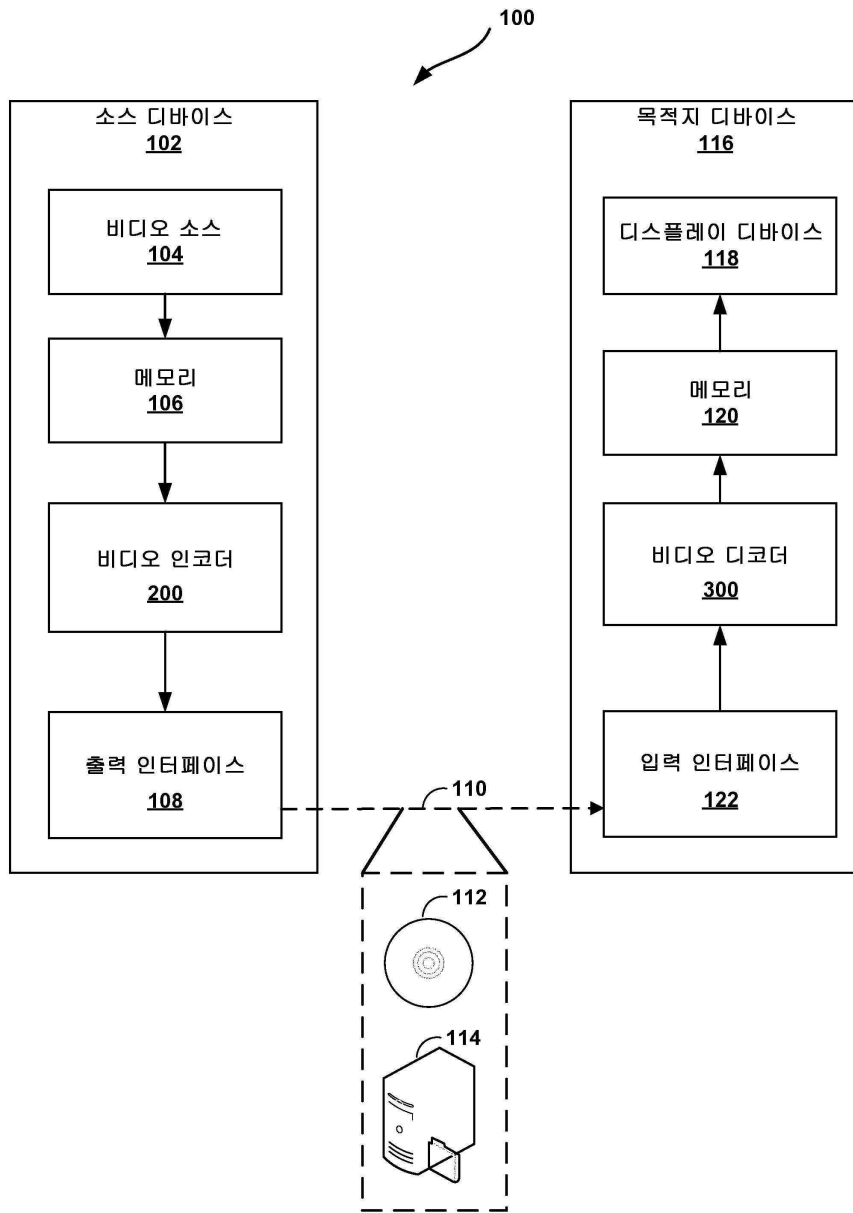 100
소스 디바이스
102
비디오 소스
104
메모리
106
비디오 인코더
200
출력 인터페이스
108
목적지 디바이스
116
디스플레이 디바이스
118
메모리
120
비디오 디코더
300
입력 인터페이스
122
110
112
114